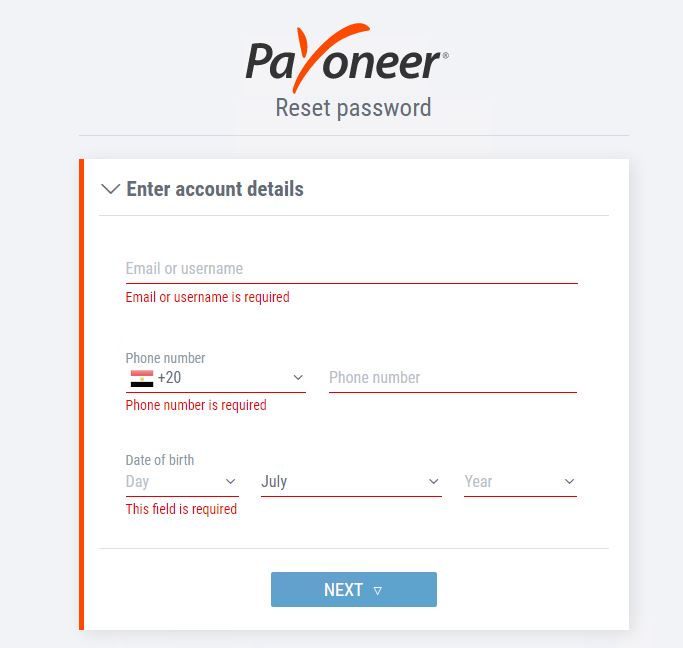 Payoneer®
Reset password
Enter account details
Email or username
Email or username is required
Phone number
+20 Phone number
Phone number is required
Date of birth
Day July Year
This field is required
NEXT